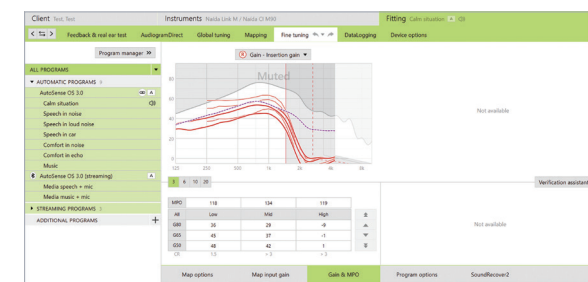 Client Test, Test
Instruments Naida Link M / Naida CI M90
Fitting Calm situation
Feedback & real ear test
AudiogramDirect
Global tuning
Mapping
Fine tuning
DataLogging
Device options
Program manager
Gain - Insertion gain
ALL PROGRAMS
AUTOMATIC PROGRAMS
AutoSense OS 3.0
A
Calm situation
Speech in noise
Speech in loud noise
Speech in car
Comfort in noise
Comfort in echo
Music
AutoSense OS 3.0 (streaming)
A
Media speech + mic
Media music + mic
STREAMING PROGRAMS
ADDITIONAL PROGRAMS +
R
Muted
80
60
40
20
0
125 250 500 1k 2k 4k 8k
Not available
3 6 10 20
Verification assistant
MPO 118 134 119
All Low Mid High
G80 35 29 -9
G65 45 37 -1
G50 48 42 1
CR
Not available
Map options
Map input gain
Gain & MPO
Program options
SoundRecover2